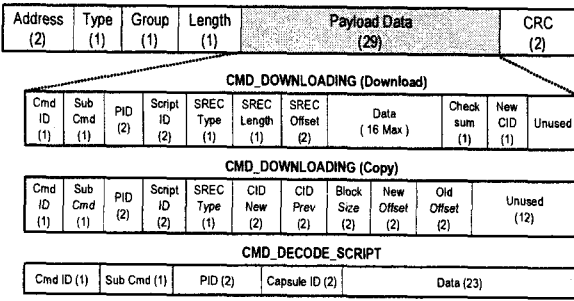 Address (2) Type (1) Group (1) Length (1) Payload Data (29) CRC (2)
CMD_DOWNLOADING (Download)
Cmd ID (1) Sub Cmd (1) PID (2) Script ID (2) SREC Type (1) SREC Length (1) SREC Offset (2) Data ( 16 Max ) Check sum (1) New CID (1) Unused
CMD_DOWNLOADING (Copy)
Cmd ID (1) Sub Cmd (1) PID (2) Script ID (2) SREC Type (1) CID New (2) CID Prev (2) Block Size (2) New Offset (2) Old Offset (2) Unused (12)
CMD_DECODE_SCRIPT
Cmd ID (1) Sub Cmd (1) PID (2) Capsule ID (2) Data (23)